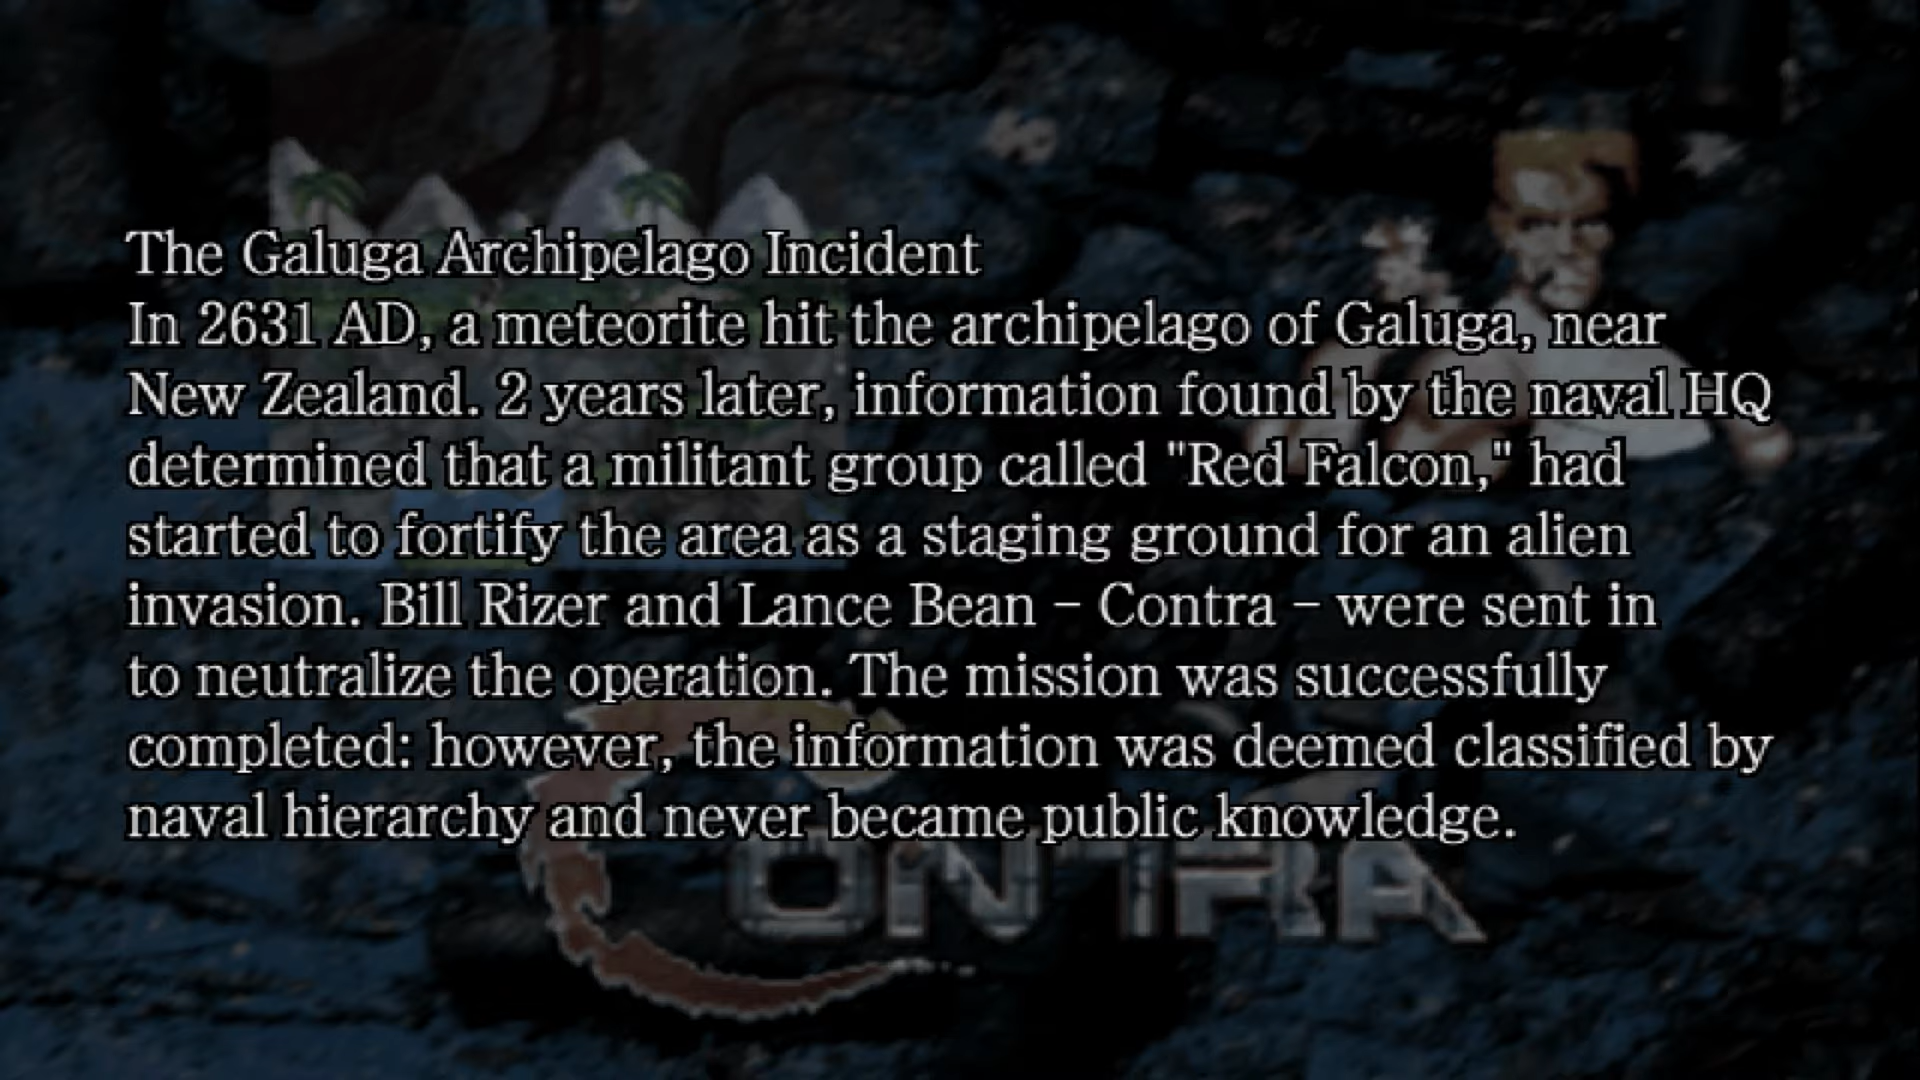 The Galuga Archipelago Incident
In 2631 AD, a meteorite hit the archipelago of Galuga, near
New Zealand. 2 years later, information found by the naval HQ
determined that a militant group called "Red Falcon," had
started to fortify the area as a staging ground for an alien
invasion. Bill Rizer and Lance Bean – Contra – were sent in
to neutralize the operation. The mission was successfully
completed: however, the information was deemed classified by
naval hierarchy and never became public knowledge.
CONTRA